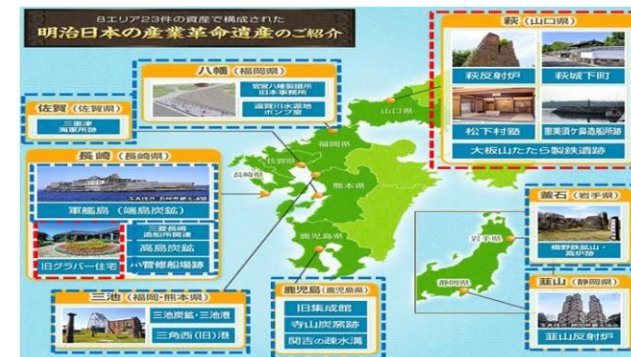 8エリア23件の資産で構成された
明治日本の産業革命遺産のご紹介
萩(山口県)
萩反射炉
萩城下町
松下村塾
恵美須ケ鼻造船所跡
大板山たたら製鉄遺跡
八幡(福岡県)
官営八幡製鐵所
旧本事務所
遠賀川水源地
ポンプ室
佐賀(佐賀県)
三重津
海軍所跡
長崎(長崎県)
軍艦島(端島炭鉱)
旧グラバー住宅
三菱長崎
造船所関連
高島炭鉱
小菅修船場跡
三池(福岡・熊本県)
三池炭鉱・三池港
三角西(旧)港
鹿児島(鹿児島県)
旧集成館
寺山炭窯跡
関吉の疎水溝
釜石(岩手県)
橋野鉄鉱山・
高炉跡
韮山(静岡県)
韮山反射炉
山口県
福岡県
佐賀県
長崎県
熊本県
鹿児島県
岩手県
静岡県